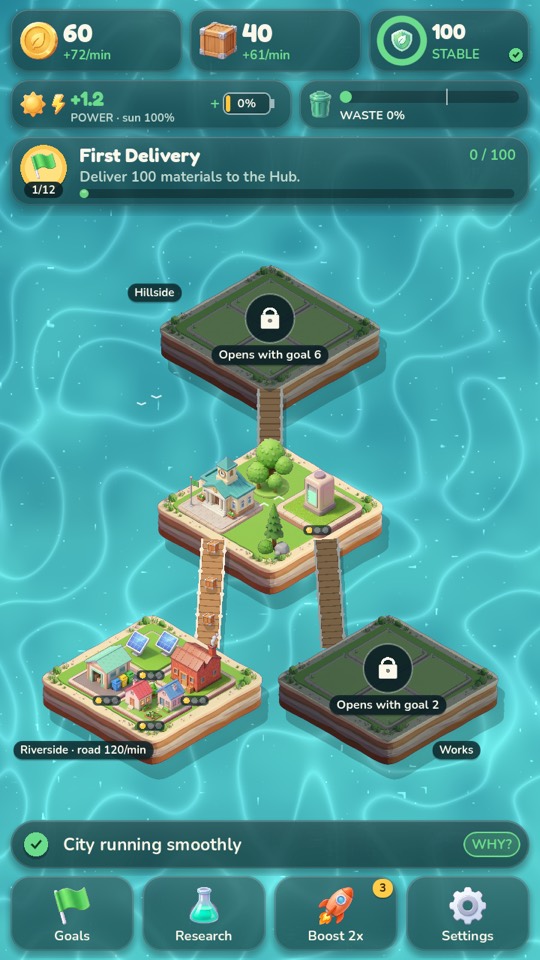 60
+72/min
40
+61/min
100
STABLE
+1.2
POWER · sun 100%
+ 0%
WASTE 0%
First Delivery
0 / 100
Deliver 100 materials to the Hub.
1/12
Hillside
Opens with goal 6
Opens with goal 2
Riverside · road 120/min
Works
City running smoothly
WHY?
3
Goals
Research
Boost 2x
Settings